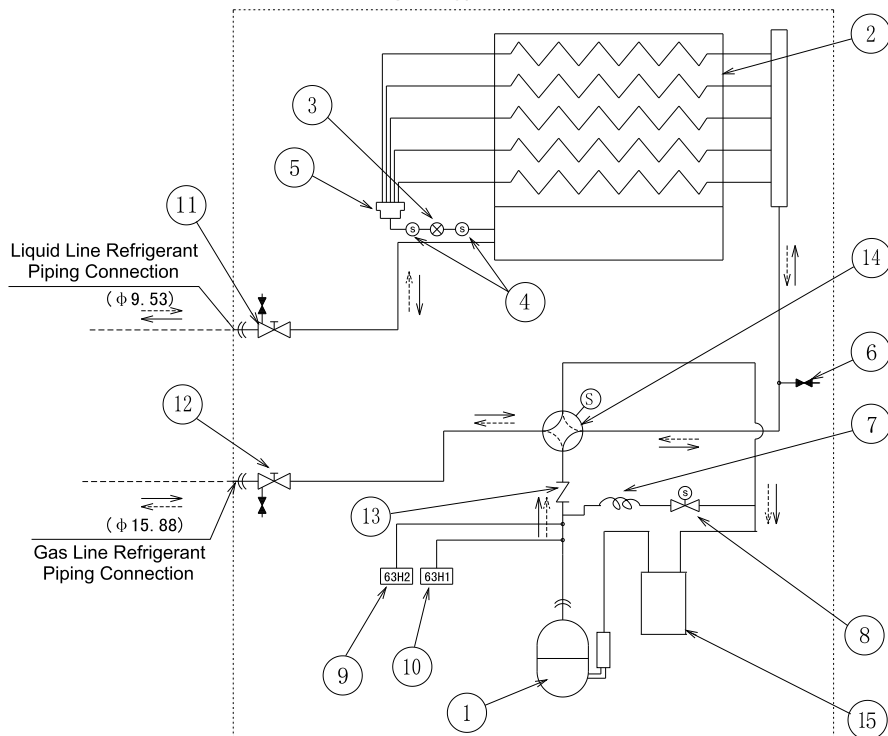 2
3
5
11
Liquid Line Refrigerant
Piping Connection
(φ9.53)
S
S
4
14
6
12
S
7
S
13
(φ15.88)
Gas Line Refrigerant
Piping Connection
63H2
63H1
9
10
8
1
15